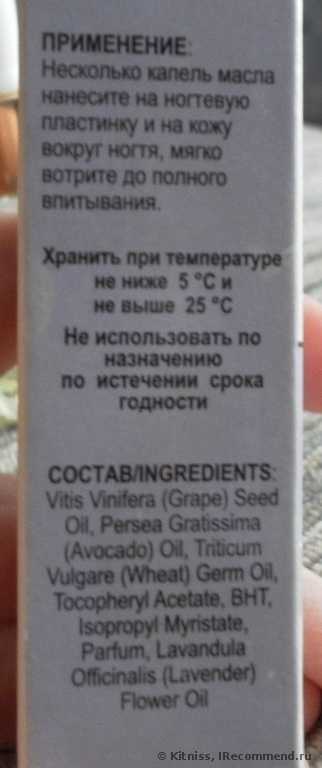 ПРИМЕНЕНИЕ:
Несколько капель масла
нанесите на ногтевую
пластинку и на кожу
вокруг ногтя, мягко
вотрите до полного
впитывания.
Хранить при температуре
не ниже 5 °C и
не выше 25 °C
Не использовать по
назначению
по истечении срока
годности
СОСТАВ/INGREDIENTS:
Vitis Vinifera (Grape) Seed
Oil, Persea Gratissima
(Avocado) Oil, Triticum
Vulgare (Wheat) Germ Oil,
Tocopheryl Acetate, BHT,
Isopropyl Myristate,
Parfum, Lavandula
Officinalis (Lavender)
Flower Oil
© Kitniss, IRecommend.ru